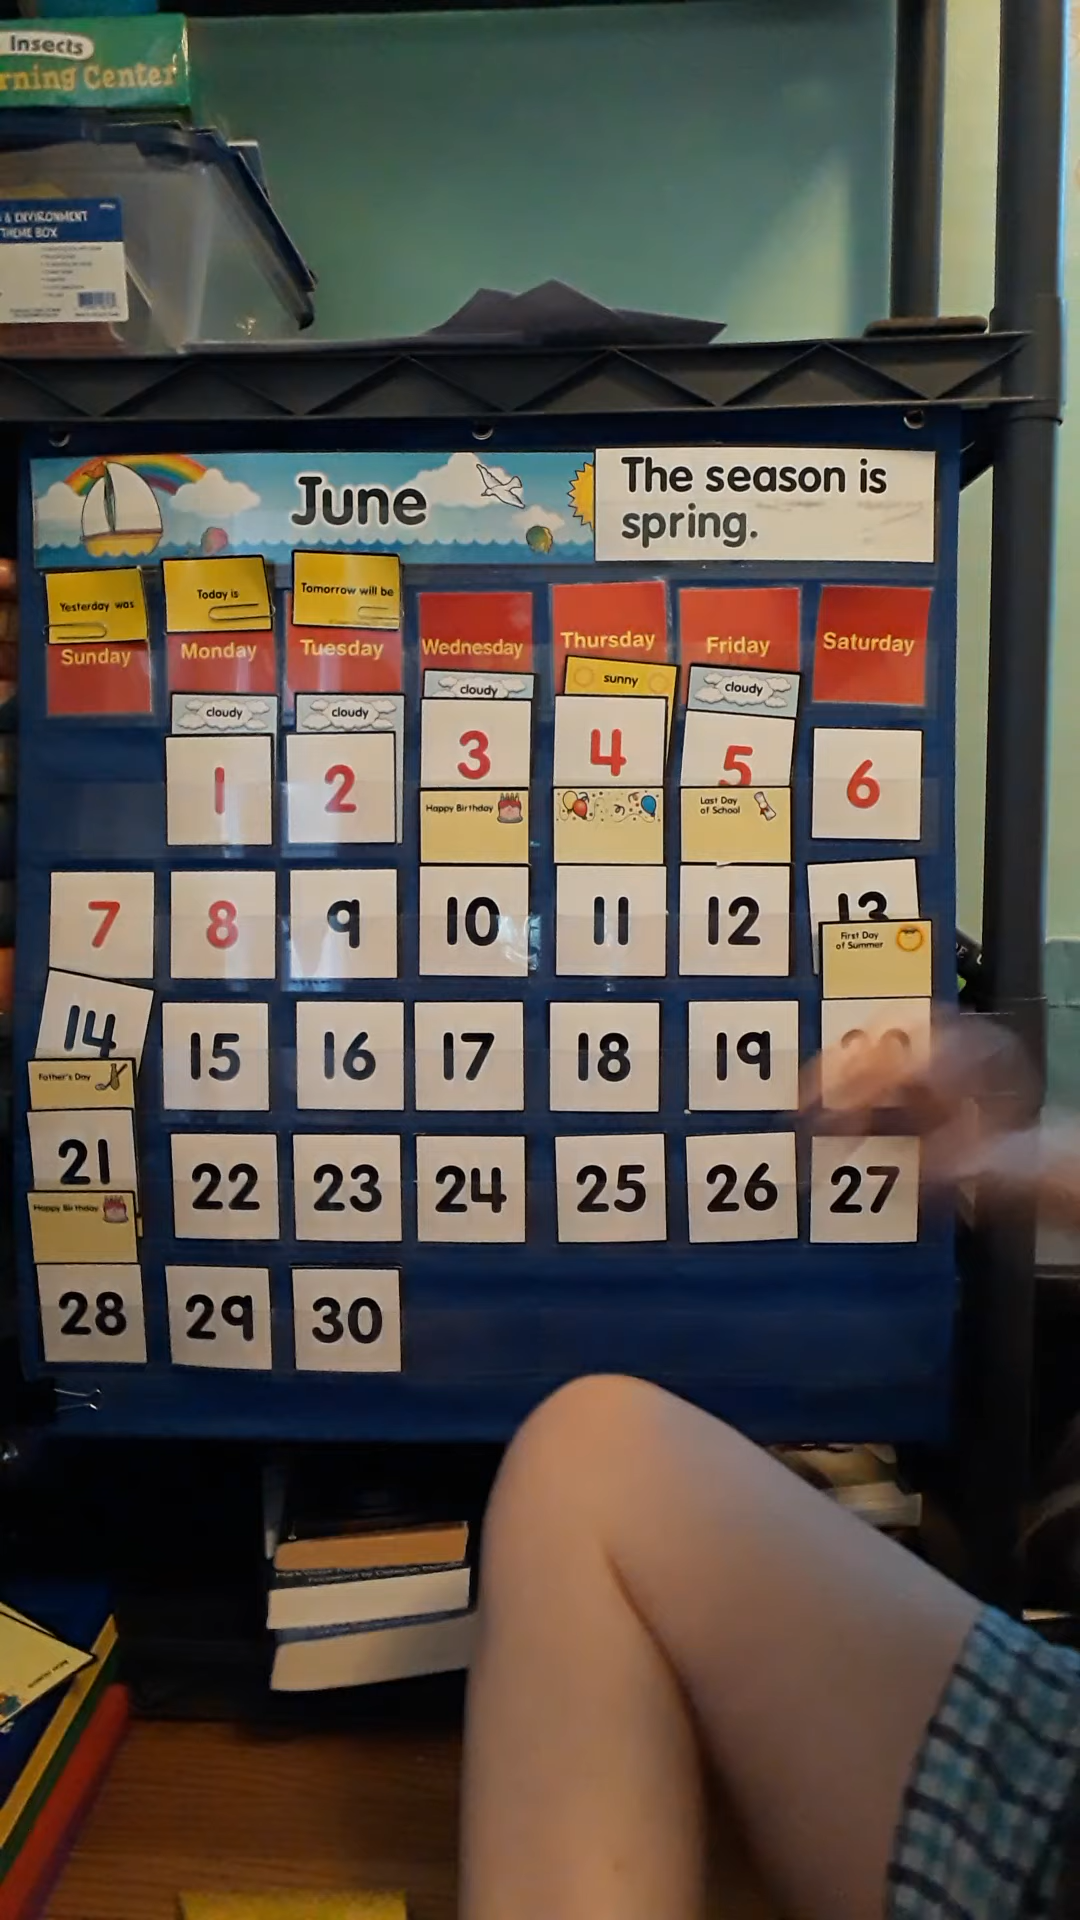 Insects
rning Center
& ENVIRONMENT
THEME BOX
June
The season is
spring.
Yesterday was
Today is
Tomorrow will be
Sunday
Monday
Tuesday
Wednesday
Thursday
Friday
Saturday
cloudy
cloudy
cloudy
sunny
cloudy
1
2
3
4
5
6
Happy Birthday
Last Day
of School
7
8
9
10
11
12
13
First Day
of Summer
14
15
16
17
18
19
Father's Day
21
22
23
24
25
26
27
Happy Birthday
28
29
30